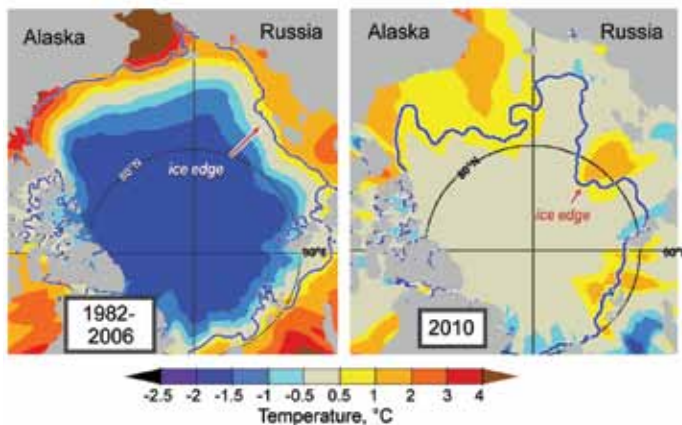 Alaska
Russia
80°N
ice edge
90°E
1982-
2006
Alaska
Russia
80°N
ice edge
90°E
2010
-2.5 -2 -1.5 -1 -0.5 0.5 1 2 3 4
Temperature, °C